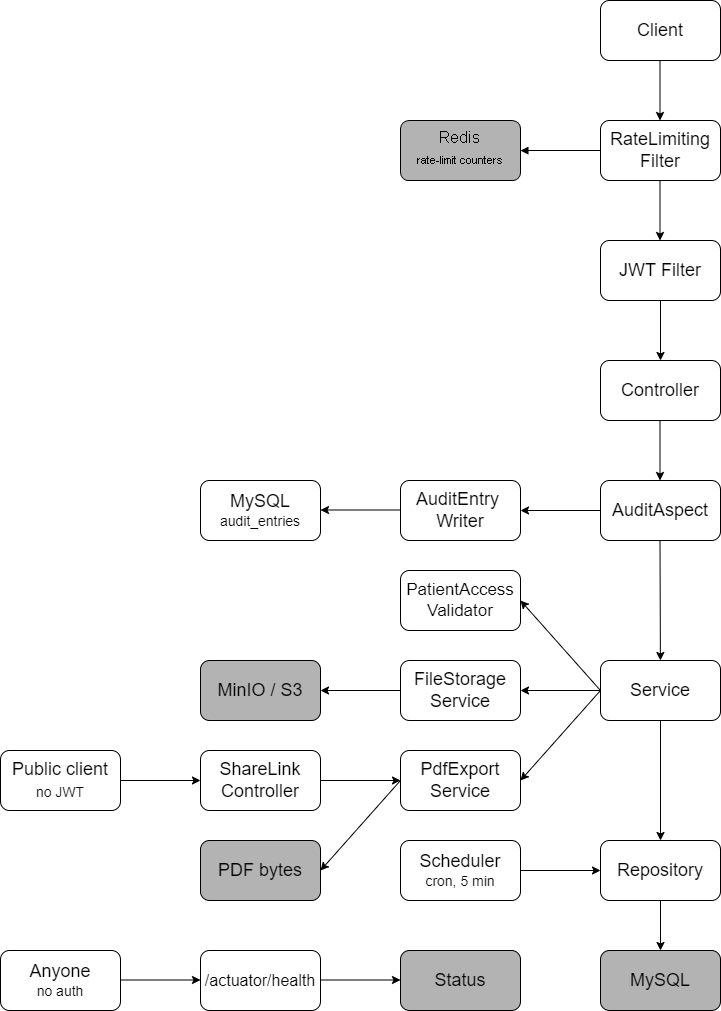 Client
Redis
rate-limit counters
RateLimiting
Filter
JWT Filter
Controller
MySQL
audit_entries
AuditEntry
Writer
AuditAspect
PatientAccess
Validator
MinIO / S3
FileStorage
Service
Service
Public client
no JWT
ShareLink
Controller
PdfExport
Service
PDF bytes
Scheduler
cron, 5 min
Repository
Anyone
no auth
/actuator/health
Status
MySQL